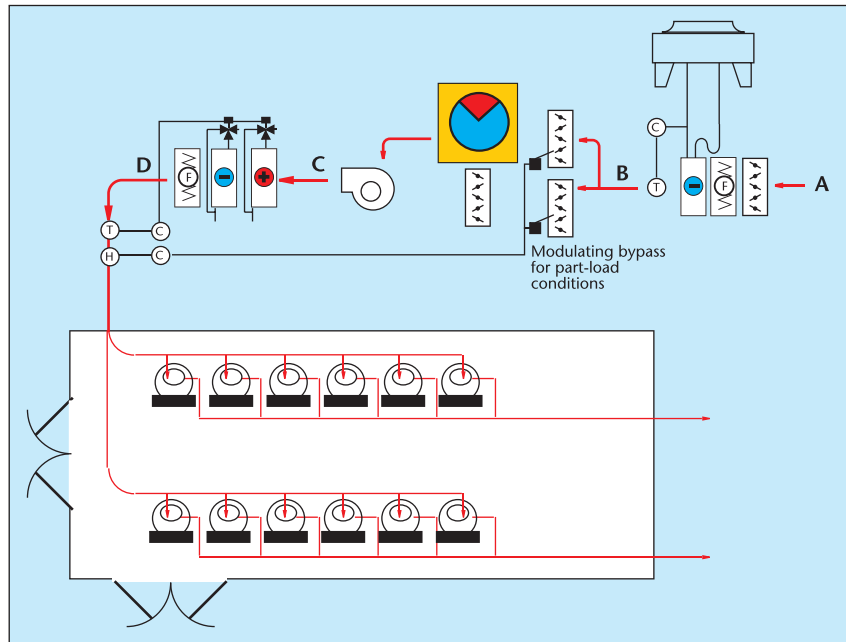 C
D
F
−
+
C
B
T
−
F
A
T
C
H
C
Modulating bypass
for part-load
conditions